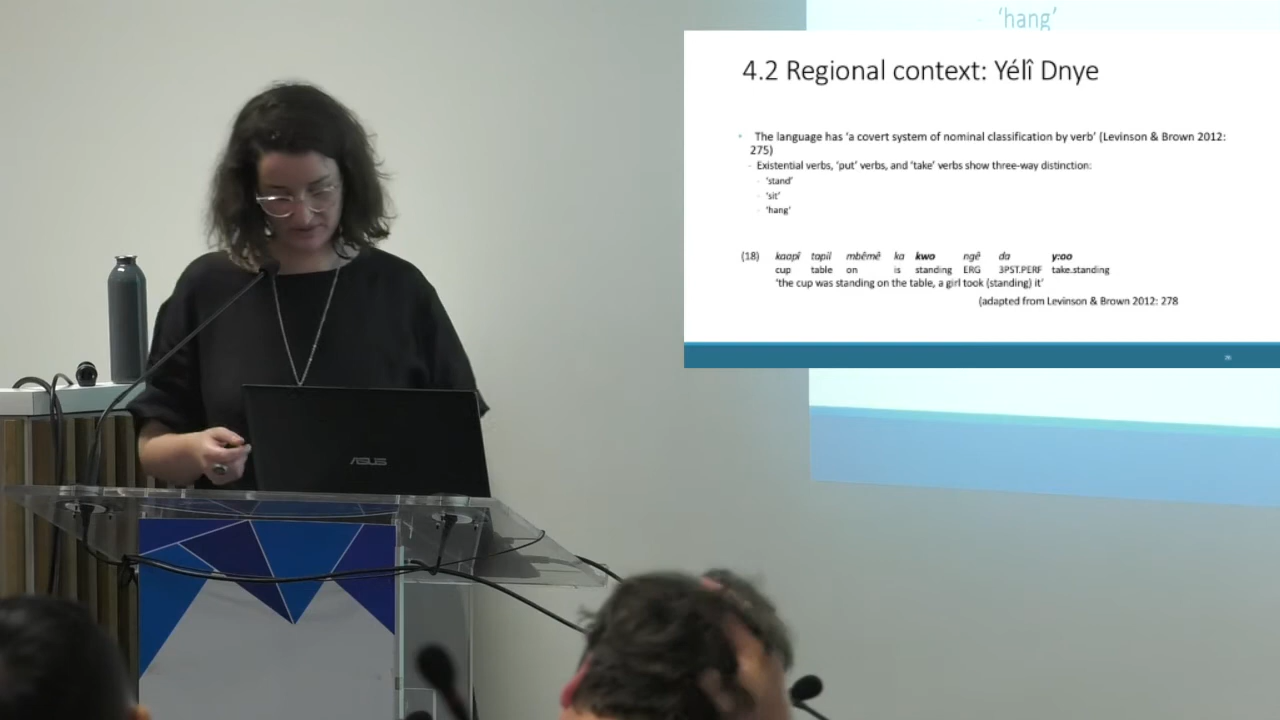 - 'hang'
4.2 Regional context: Yélî Dnye
• The language has 'a covert system of nominal classification by verb' (Levinson & Brown 2012:
275)
- Existential verbs, 'put' verbs, and 'take' verbs show three-way distinction:
- 'stand'
- 'sit'
- 'hang'
(18) kaapî tapil mbêmê ka kwo ngê da y:oo
cup table on is standing ERG 3PST.PERF take.standing
'the cup was standing on the table, a girl took (standing) it'
(adapted from Levinson & Brown 2012: 278
ASUS